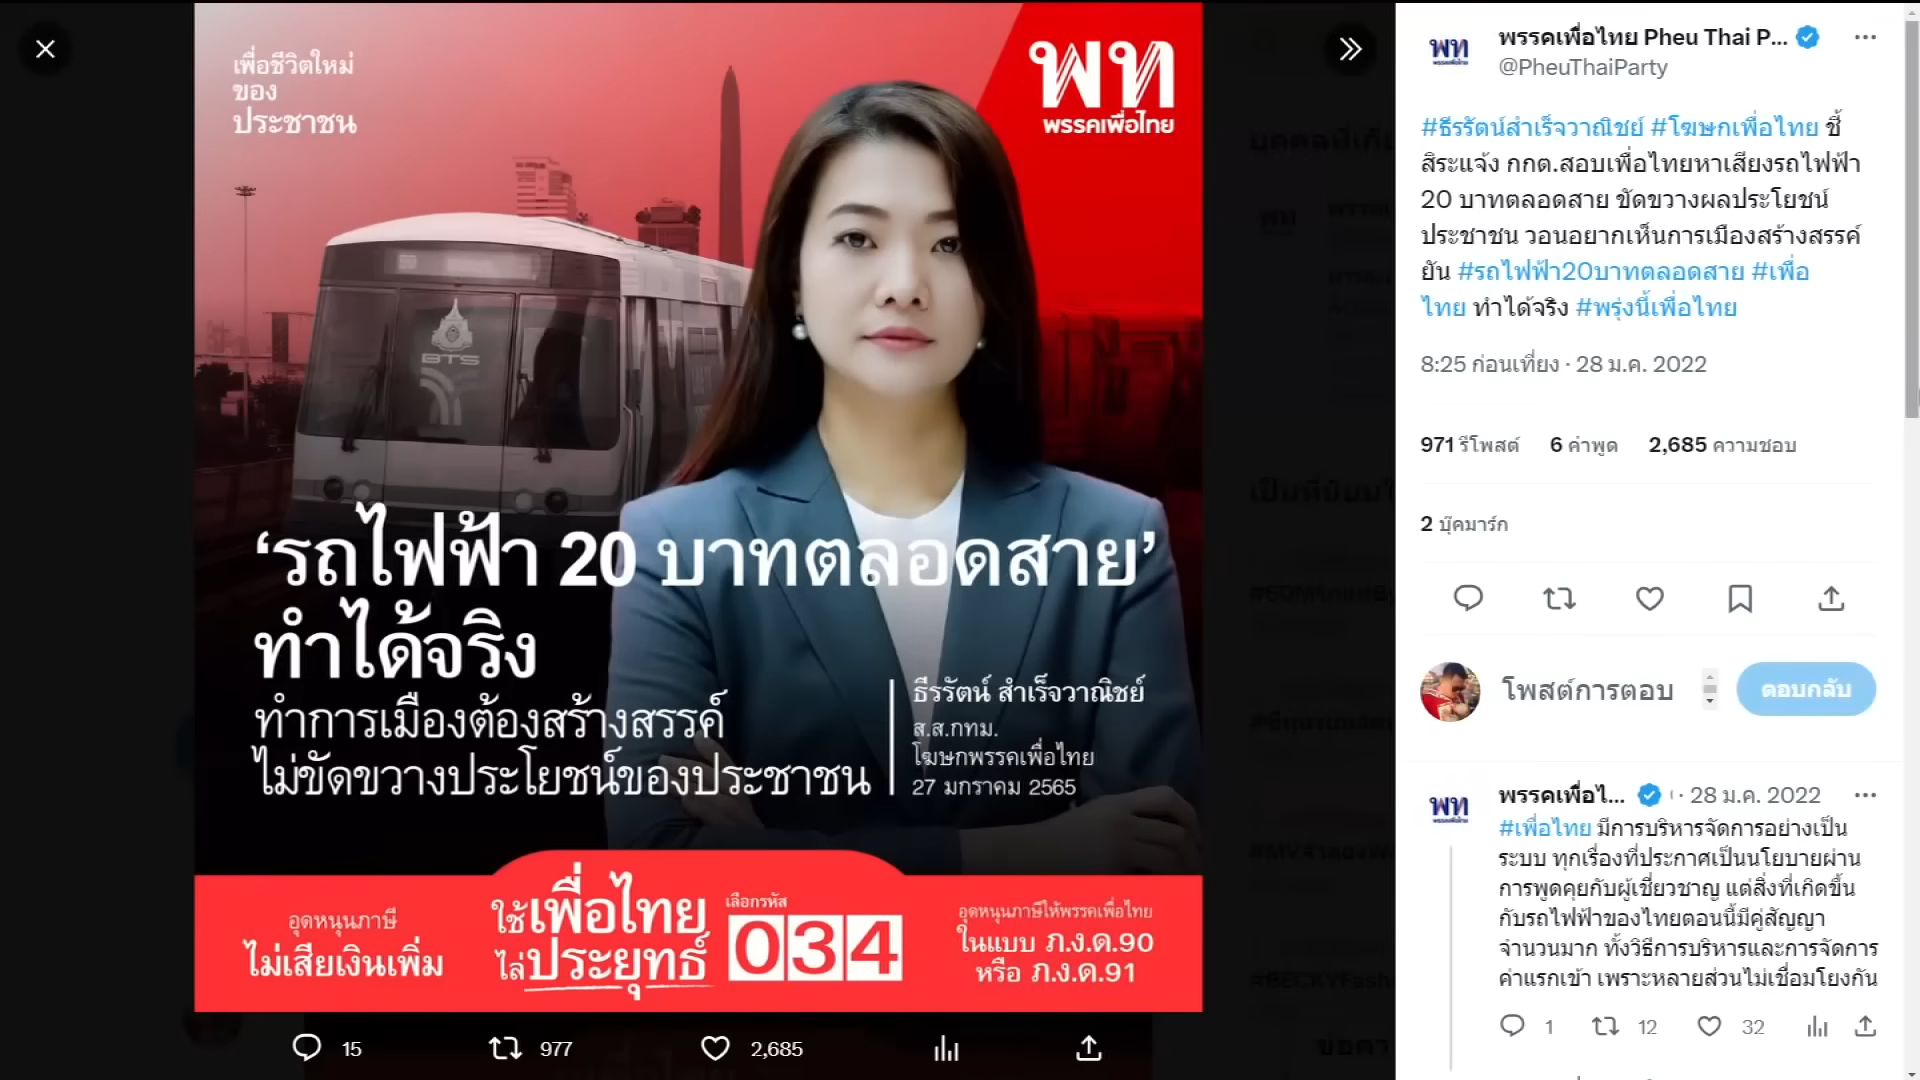 เพื่อชีวิตใหม่
ของ
ประชาชน
พท
พรรคเพื่อไทย
BTS
‘รถไฟฟ้า 20 บาทตลอดสาย’
ทำได้จริง
ทำการเมืองต้องสร้างสรรค์
ไม่ขัดขวางประโยชน์ของประชาชน
ธีรรัตน์ สำเร็จวาณิชย์
ส.ส.กทม.
โฆษกพรรคเพื่อไทย
27 มกราคม 2565
อุดหนุนภาษี
ไม่เสียเงินเพิ่ม
ใช้เพื่อไทย
ไล่ประยุทธ์
เลือกรหัส
034
อุดหนุนภาษีให้พรรคเพื่อไทย
ในแบบ ภ.ง.ด.90
หรือ ภ.ง.ด.91
15 977 2,685
พท
พรรคเพื่อไทย
พรรคเพื่อไทย Pheu Thai P...
@PheuThaiParty
#ธีรรัตน์สำเร็จวาณิชย์ #โฆษกเพื่อไทย ชี้
สิระแจ้ง กกต.สอบเพื่อไทยหาเสียงรถไฟฟ้า
20 บาทตลอดสาย ขัดขวางผลประโยชน์
ประชาชน วอนอยากเห็นการเมืองสร้างสรรค์
ยัน #รถไฟฟ้า20บาทตลอดสาย #เพื่อ
ไทย ทำได้จริง #พรุ่งนี้เพื่อไทย
8:25 ก่อนเที่ยง · 28 ม.ค. 2022
971 รีโพสต์ 6 คำพูด 2,685 ความชอบ
2 บุ๊คมาร์ก
โพสต์การตอบ
ตอบกลับ
พท
พรรคเพื่อไทย
พรรคเพื่อไ... · 28 ม.ค. 2022
#เพื่อไทย มีการบริหารจัดการอย่างเป็น
ระบบ ทุกเรื่องที่ประกาศเป็นนโยบายผ่าน
การพูดคุยกับผู้เชี่ยวชาญ แต่สิ่งที่เกิดขึ้น
กับรถไฟฟ้าของไทยตอนนี้มีคู่สัญญา
จำนวนมาก ทั้งวิธีการบริหารและการจัดการ
ค่าแรกเข้า เพราะหลายส่วนไม่เชื่อมโยงกัน
1 12 32